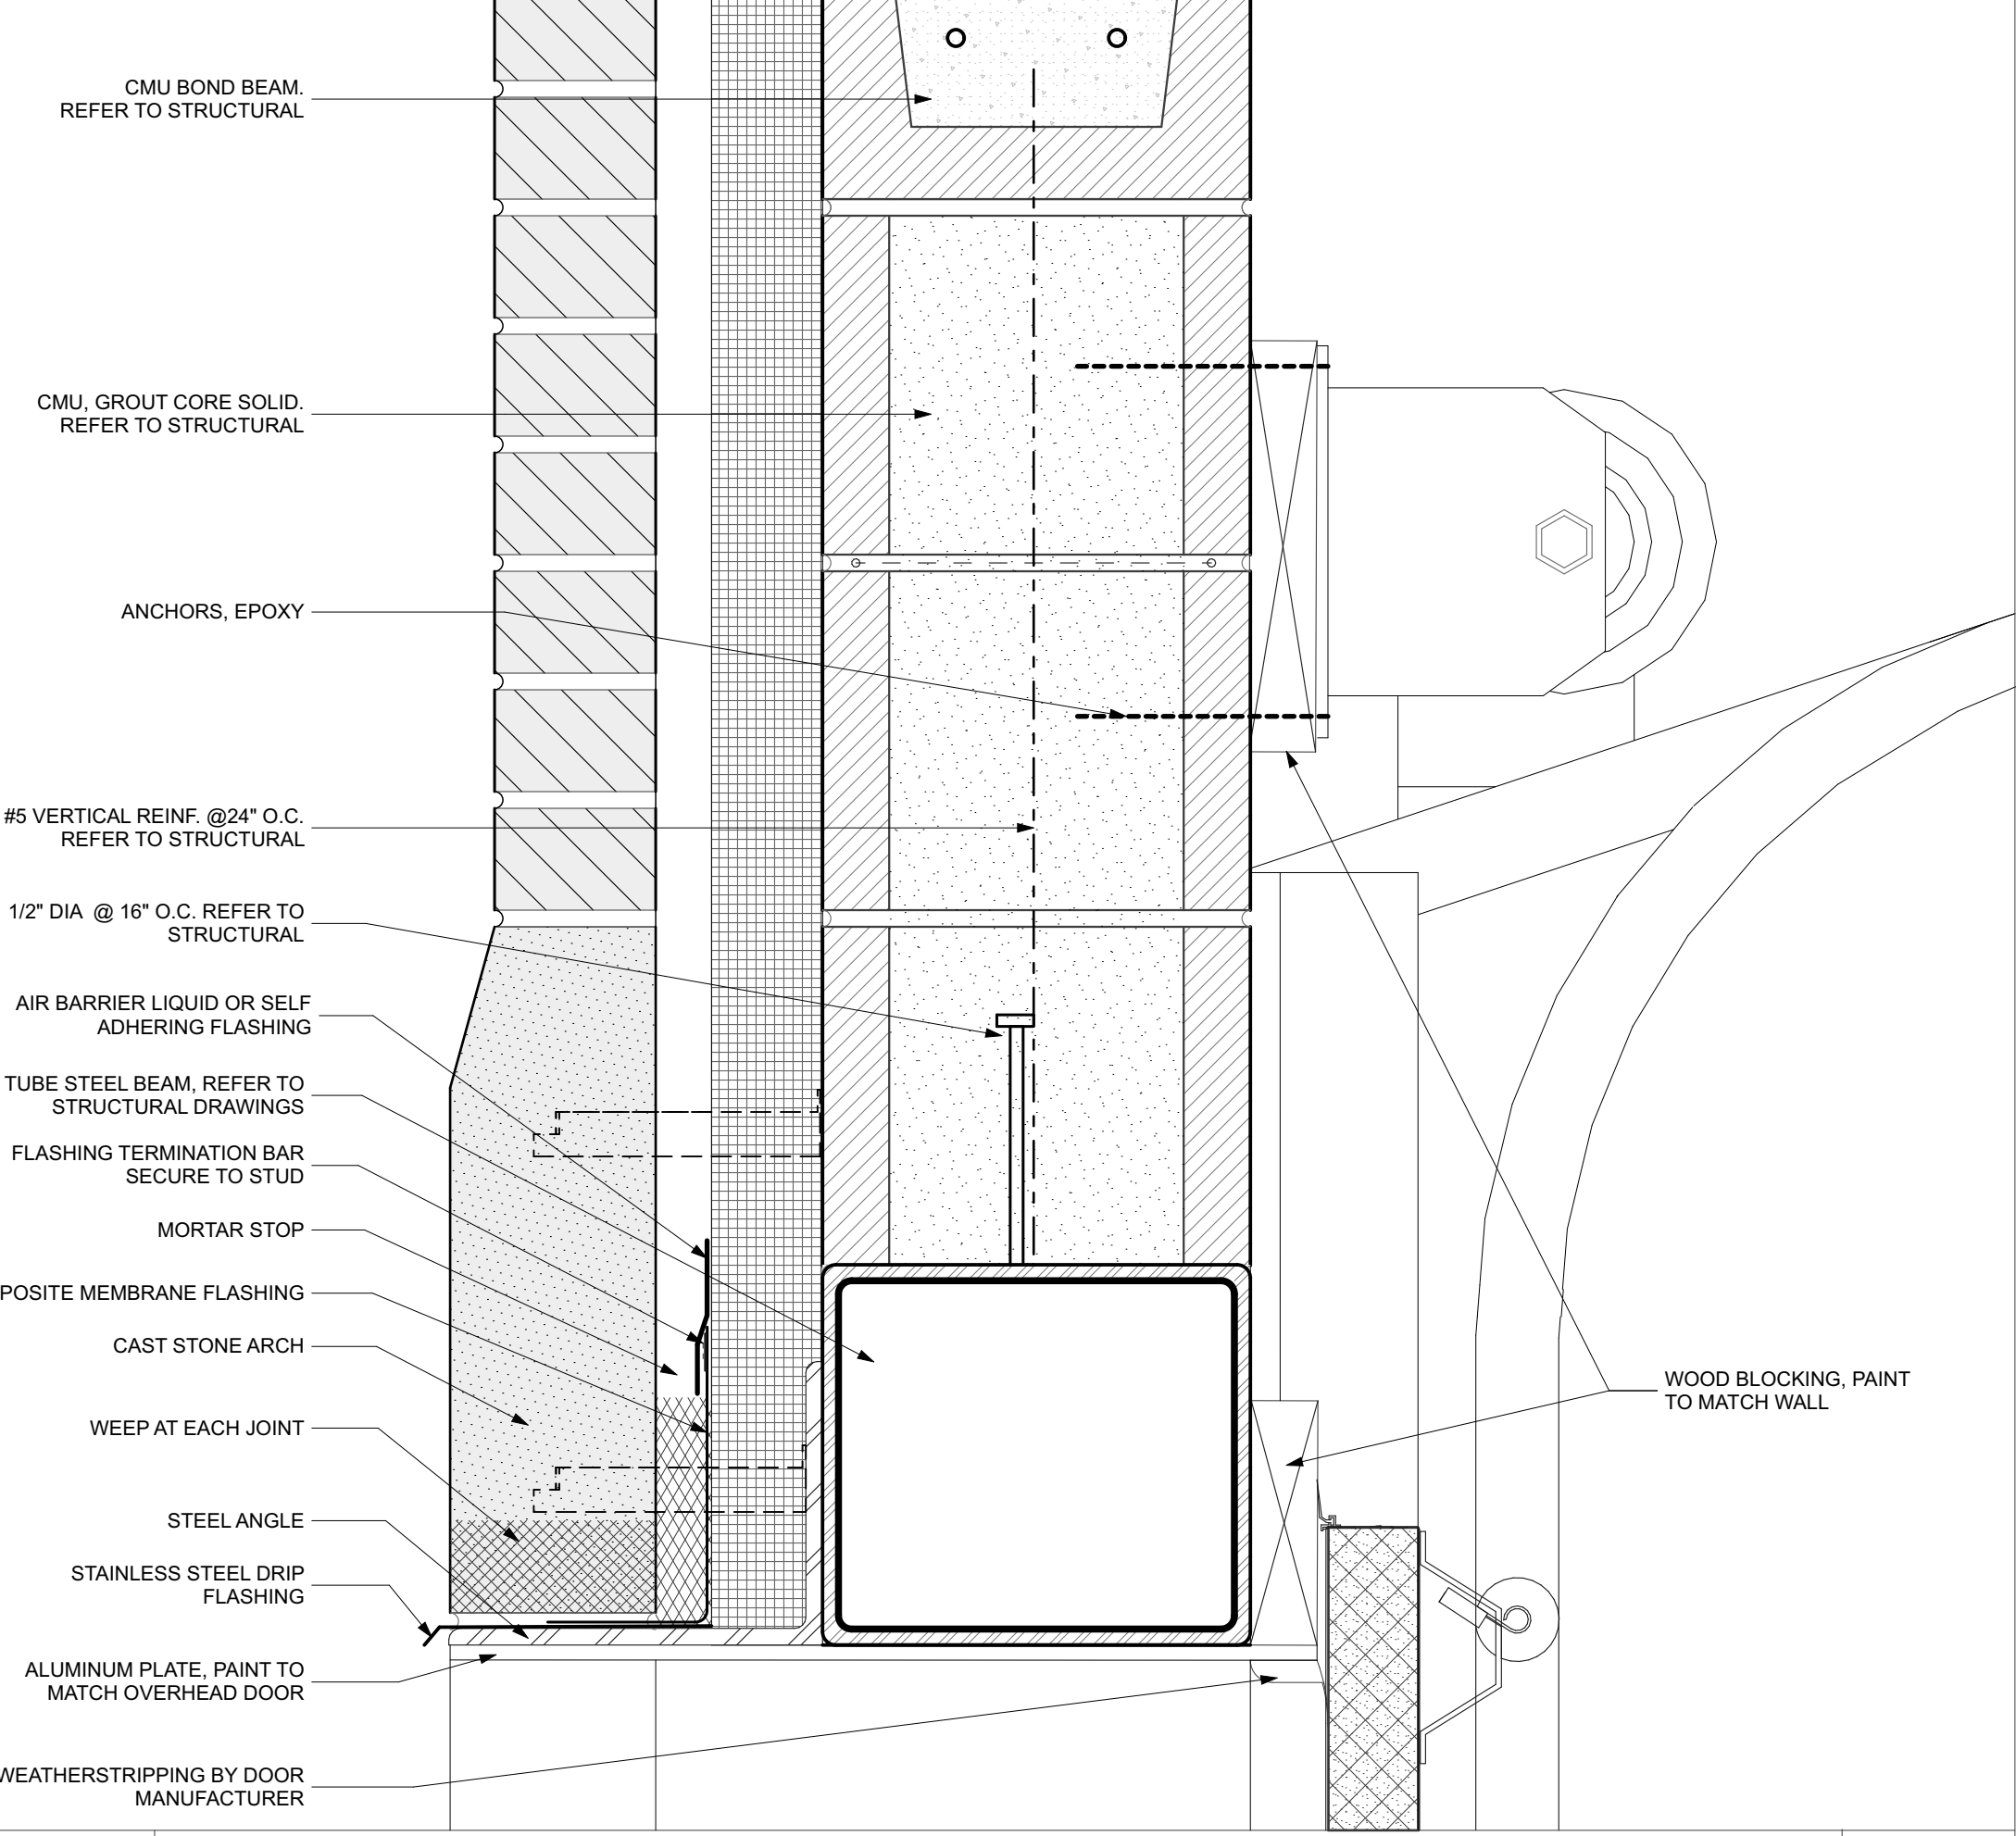 CMU BOND BEAM.
REFER TO STRUCTURAL
CMU, GROUT CORE SOLID.
REFER TO STRUCTURAL
ANCHORS, EPOXY
#5 VERTICAL REINF. @24" O.C.
REFER TO STRUCTURAL
1/2" DIA @ 16" O.C. REFER TO
STRUCTURAL
AIR BARRIER LIQUID OR SELF
ADHERING FLASHING
TUBE STEEL BEAM, REFER TO
STRUCTURAL DRAWINGS
FLASHING TERMINATION BAR
SECURE TO STUD
MORTAR STOP
POSITE MEMBRANE FLASHING
CAST STONE ARCH
WEEP AT EACH JOINT
STEEL ANGLE
STAINLESS STEEL DRIP
FLASHING
ALUMINUM PLATE, PAINT TO
MATCH OVERHEAD DOOR
WEATHERSTRIPPING BY DOOR
MANUFACTURER
WOOD BLOCKING, PAINT
TO MATCH WALL